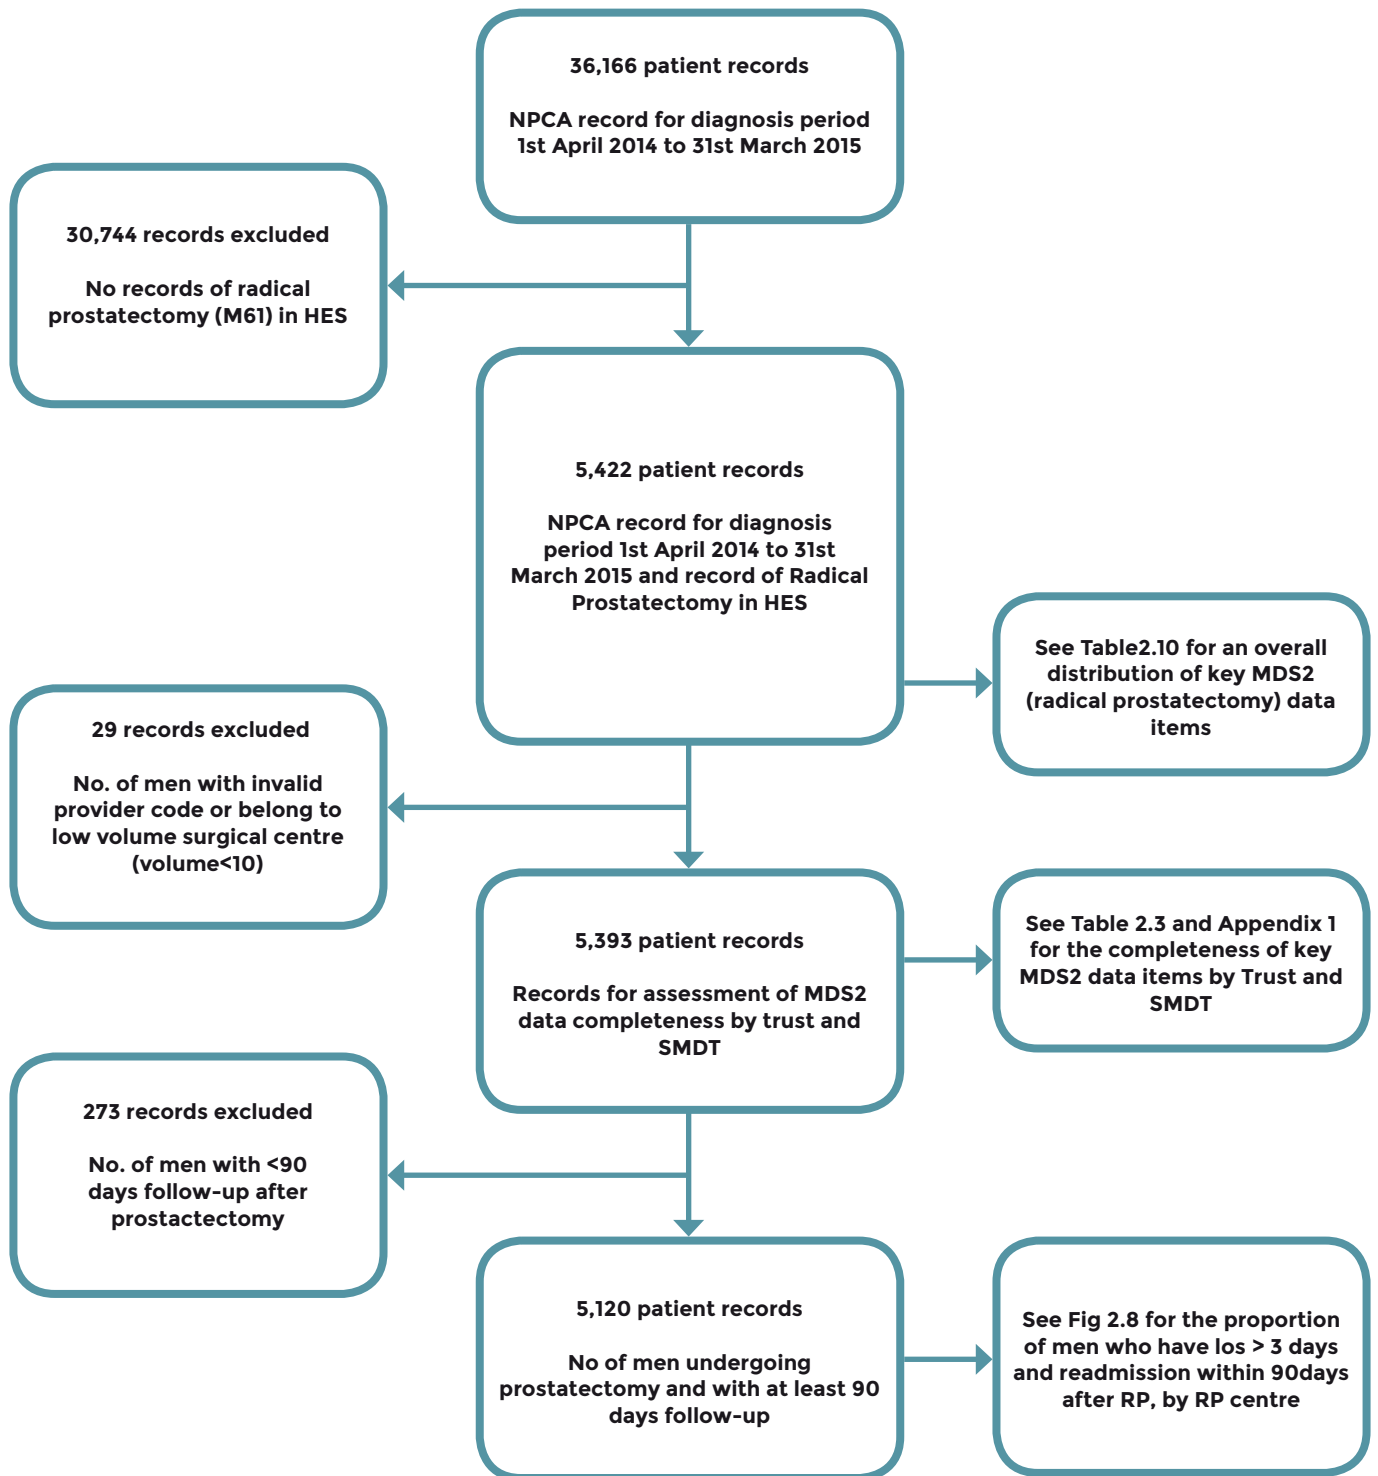 36,166 patient records
NPCA record for diagnosis period
1st April 2014 to 31st March 2015
30,744 records excluded
No records of radical
prostatectomy (M61) in HES
5,422 patient records
NPCA record for diagnosis
period 1st April 2014 to 31st
March 2015 and record of Radical
Prostatectomy in HES
See Table2.10 for an overall
distribution of key MDS2
(radical prostatectomy) data
items
29 records excluded
No. of men with invalid
provider code or belong to
low volume surgical centre
(volume<10)
5,393 patient records
Records for assessment of MDS2
data completeness by trust and
SMDT
See Table 2.3 and Appendix 1
for the completeness of key
MDS2 data items by Trust and
SMDT
273 records excluded
No. of men with <90
days follow-up after
prostactectomy
5,120 patient records
No of men undergoing
prostatectomy and with at least 90
days follow-up
See Fig 2.8 for the proportion
of men who have los > 3 days
and readmission within 90days
after RP, by RP centre